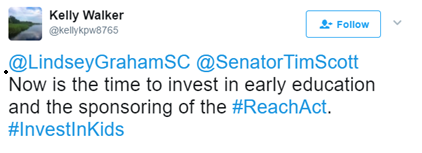 Kelly Walker
@kellykpw8765
Follow
@LindseyGrahamSC @SenatorTimScott
Now is the time to invest in early education
and the sponsoring of the #ReachAct.
#InvestInKids